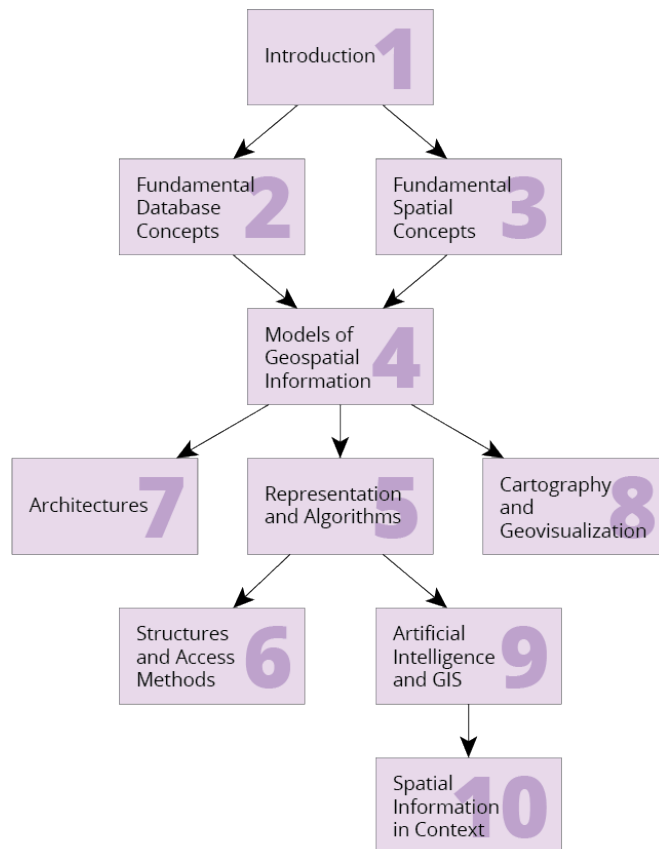 Introduction 1
Fundamental
Database
Concepts
2
Fundamental
Spatial
Concepts
3
Models of
Geospatial
Information
4
Architectures 7
Representation
and Algorithms
5
Cartography
and
Geovisualization
8
Structures
and Access
Methods
6
Artificial
Intelligence
and GIS
9
Spatial
Information
in Context
10